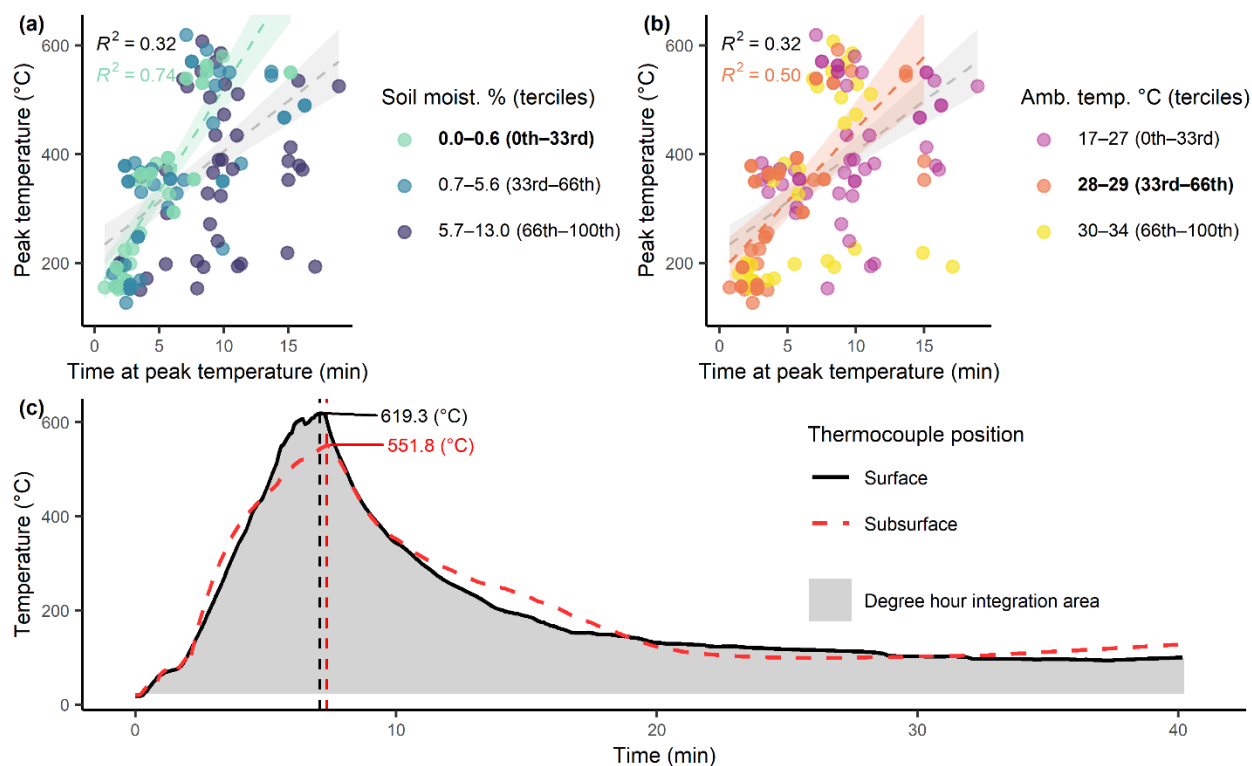 (a)
R² = 0.32
R² = 0.74
600
400
200
Peak temperature (°C)
0 5 10 15
Time at peak temperature (min)
Soil moist. % (terciles)
0.0–0.6 (0th–33rd)
0.7–5.6 (33rd–66th)
5.7–13.0 (66th–100th)
(b)
R² = 0.32
R² = 0.50
600
400
200
Peak temperature (°C)
0 5 10 15
Time at peak temperature (min)
Amb. temp. °C (terciles)
17–27 (0th–33rd)
28–29 (33rd–66th)
30–34 (66th–100th)
(c)
619.3 (°C)
551.8 (°C)
600
400
200
0
Temperature (°C)
0 10 20 30 40
Time (min)
Thermocouple position
Surface
Subsurface
Degree hour integration area